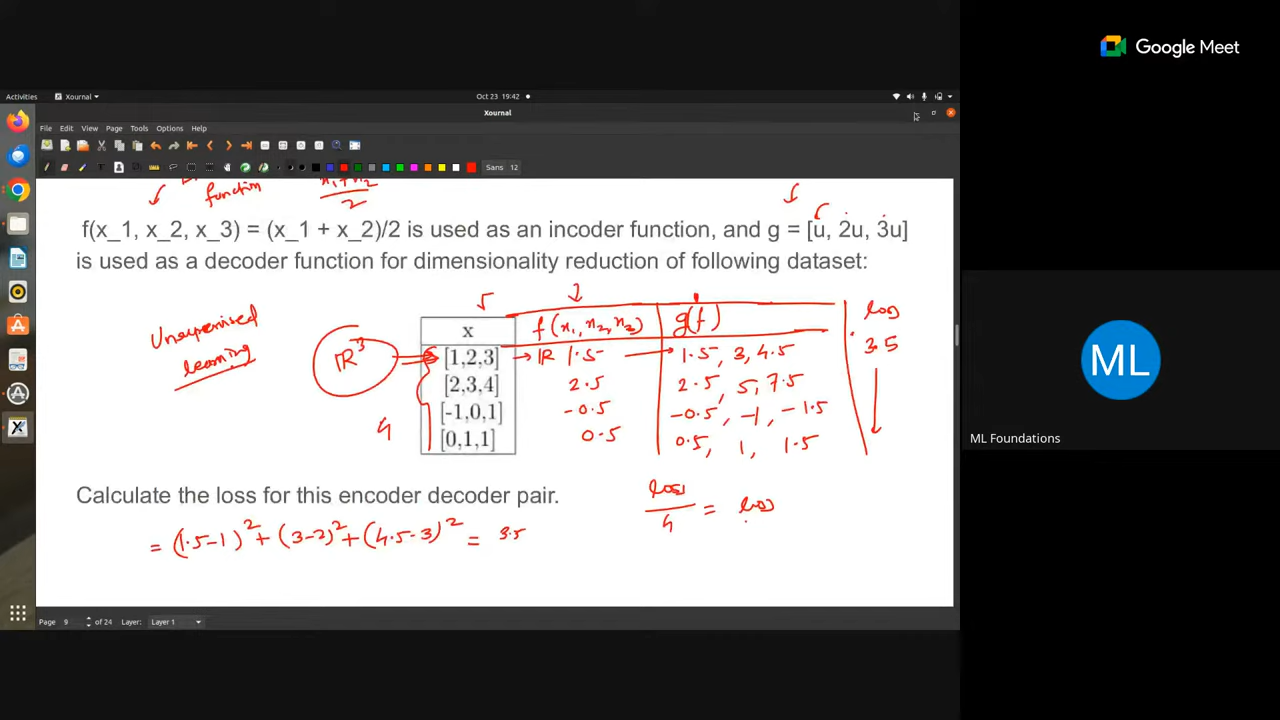 Google Meet
Activities Xournal Oct 23 19:42
Xournal
File Edit View Page Tools Options Help
Sans 12
function x1+x2
2
f(x_1, x_2, x_3) = (x_1 + x_2)/2 is used as an incoder function, and g = [u, 2u, 3u]
is used as a decoder function for dimensionality reduction of following dataset:
Unsupervised
learning
R^3
x f(x1, x2, x3) g(f) loss
[1,2,3] → R 1.5 → 1.5, 3, 4.5 3.5
[2,3,4] 2.5 2.5, 5, 7.5
[-1,0,1] -0.5 -0.5, -1, -1.5
4 [0,1,1] 0.5 0.5, 1, 1.5
Calculate the loss for this encoder decoder pair.
loss
4 = loss
= (1.5-1)^2 + (3-2)^2 + (4.5-3)^2 = 3.5
ML
ML Foundations
Page 9 of 24 Layer: Layer 1